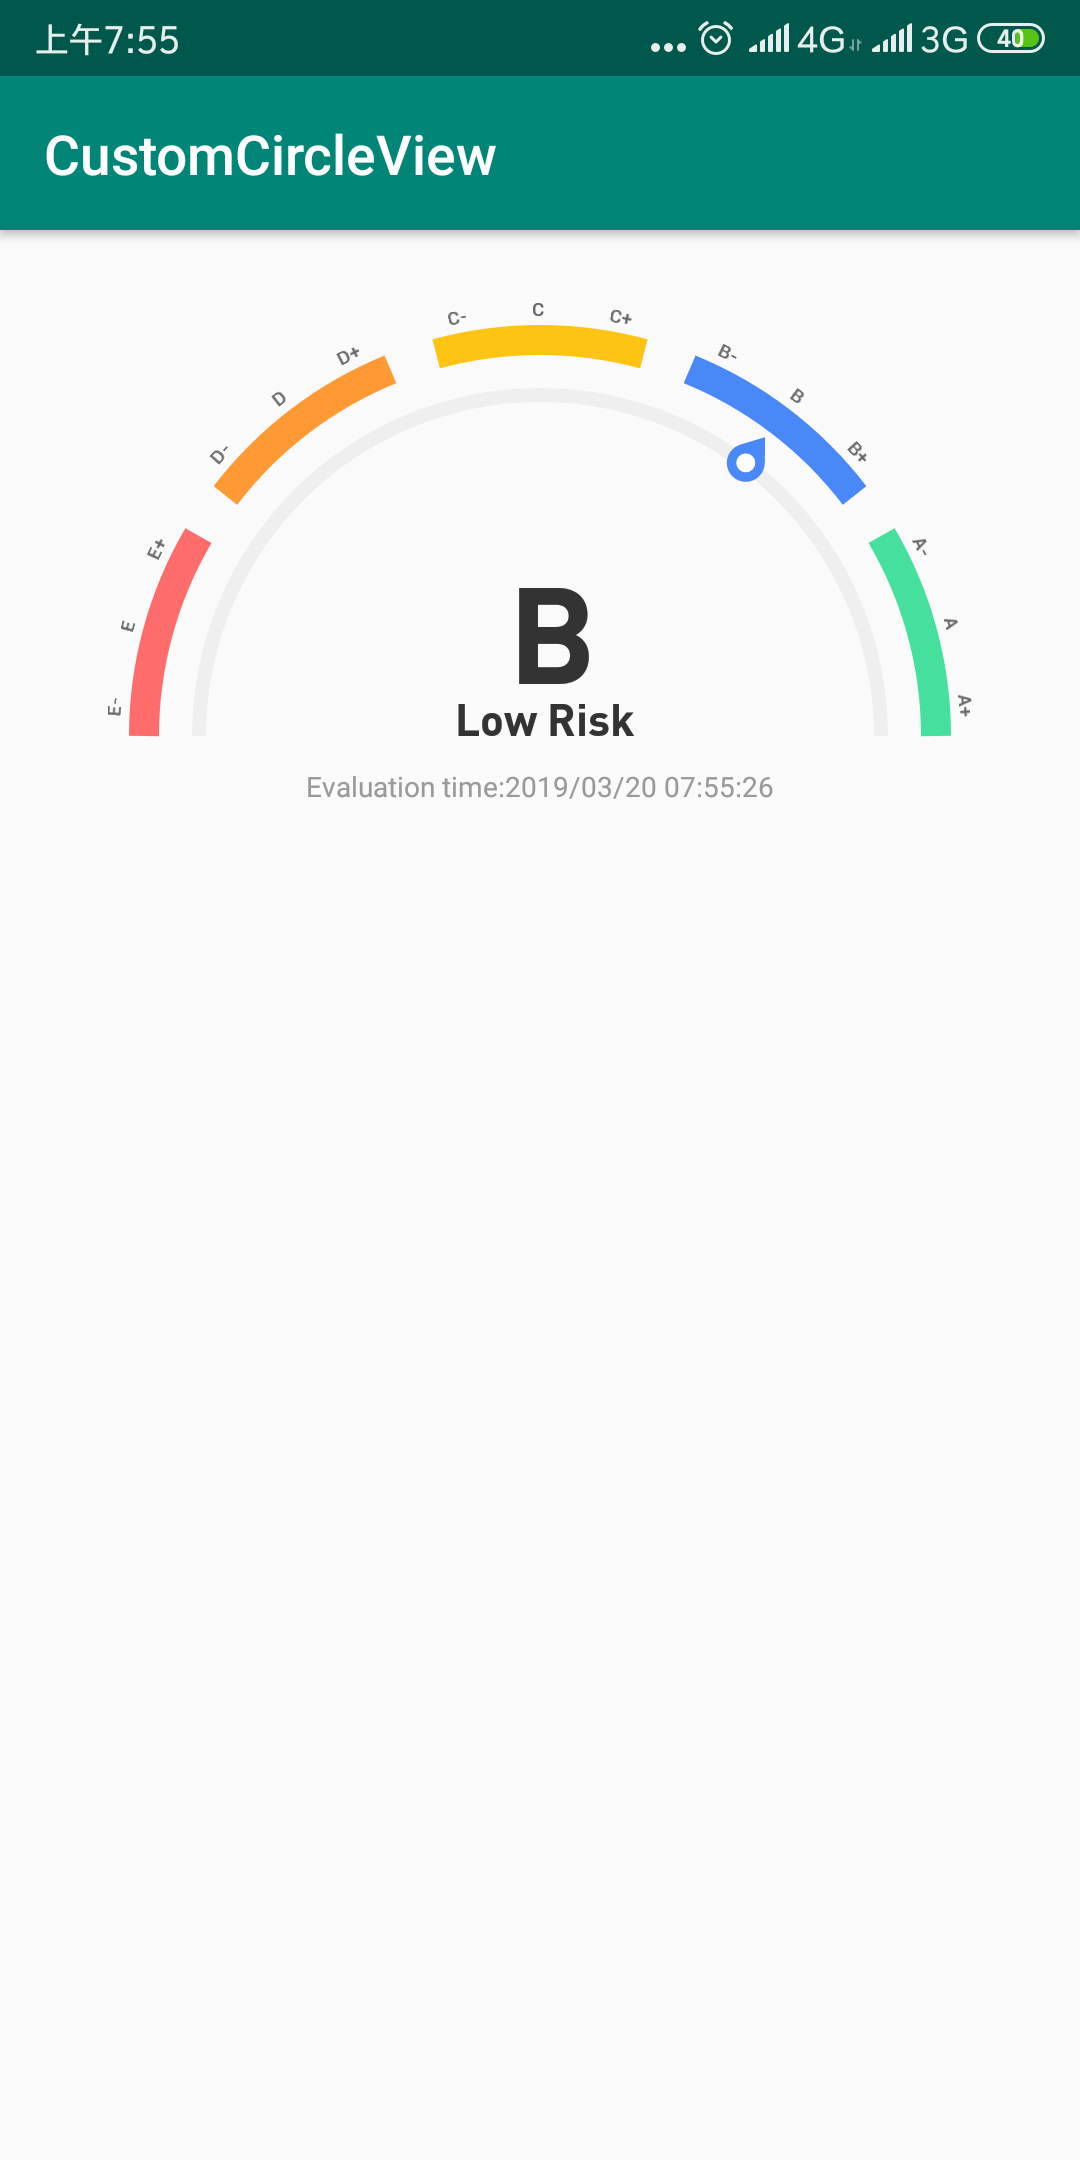 上午7:55 ... 4G 3G 40
CustomCircleView
C- C C+
D+ B-
D B
D- B+
E+ A-
E A
E- A+
B
Low Risk
Evaluation time:2019/03/20 07:55:26